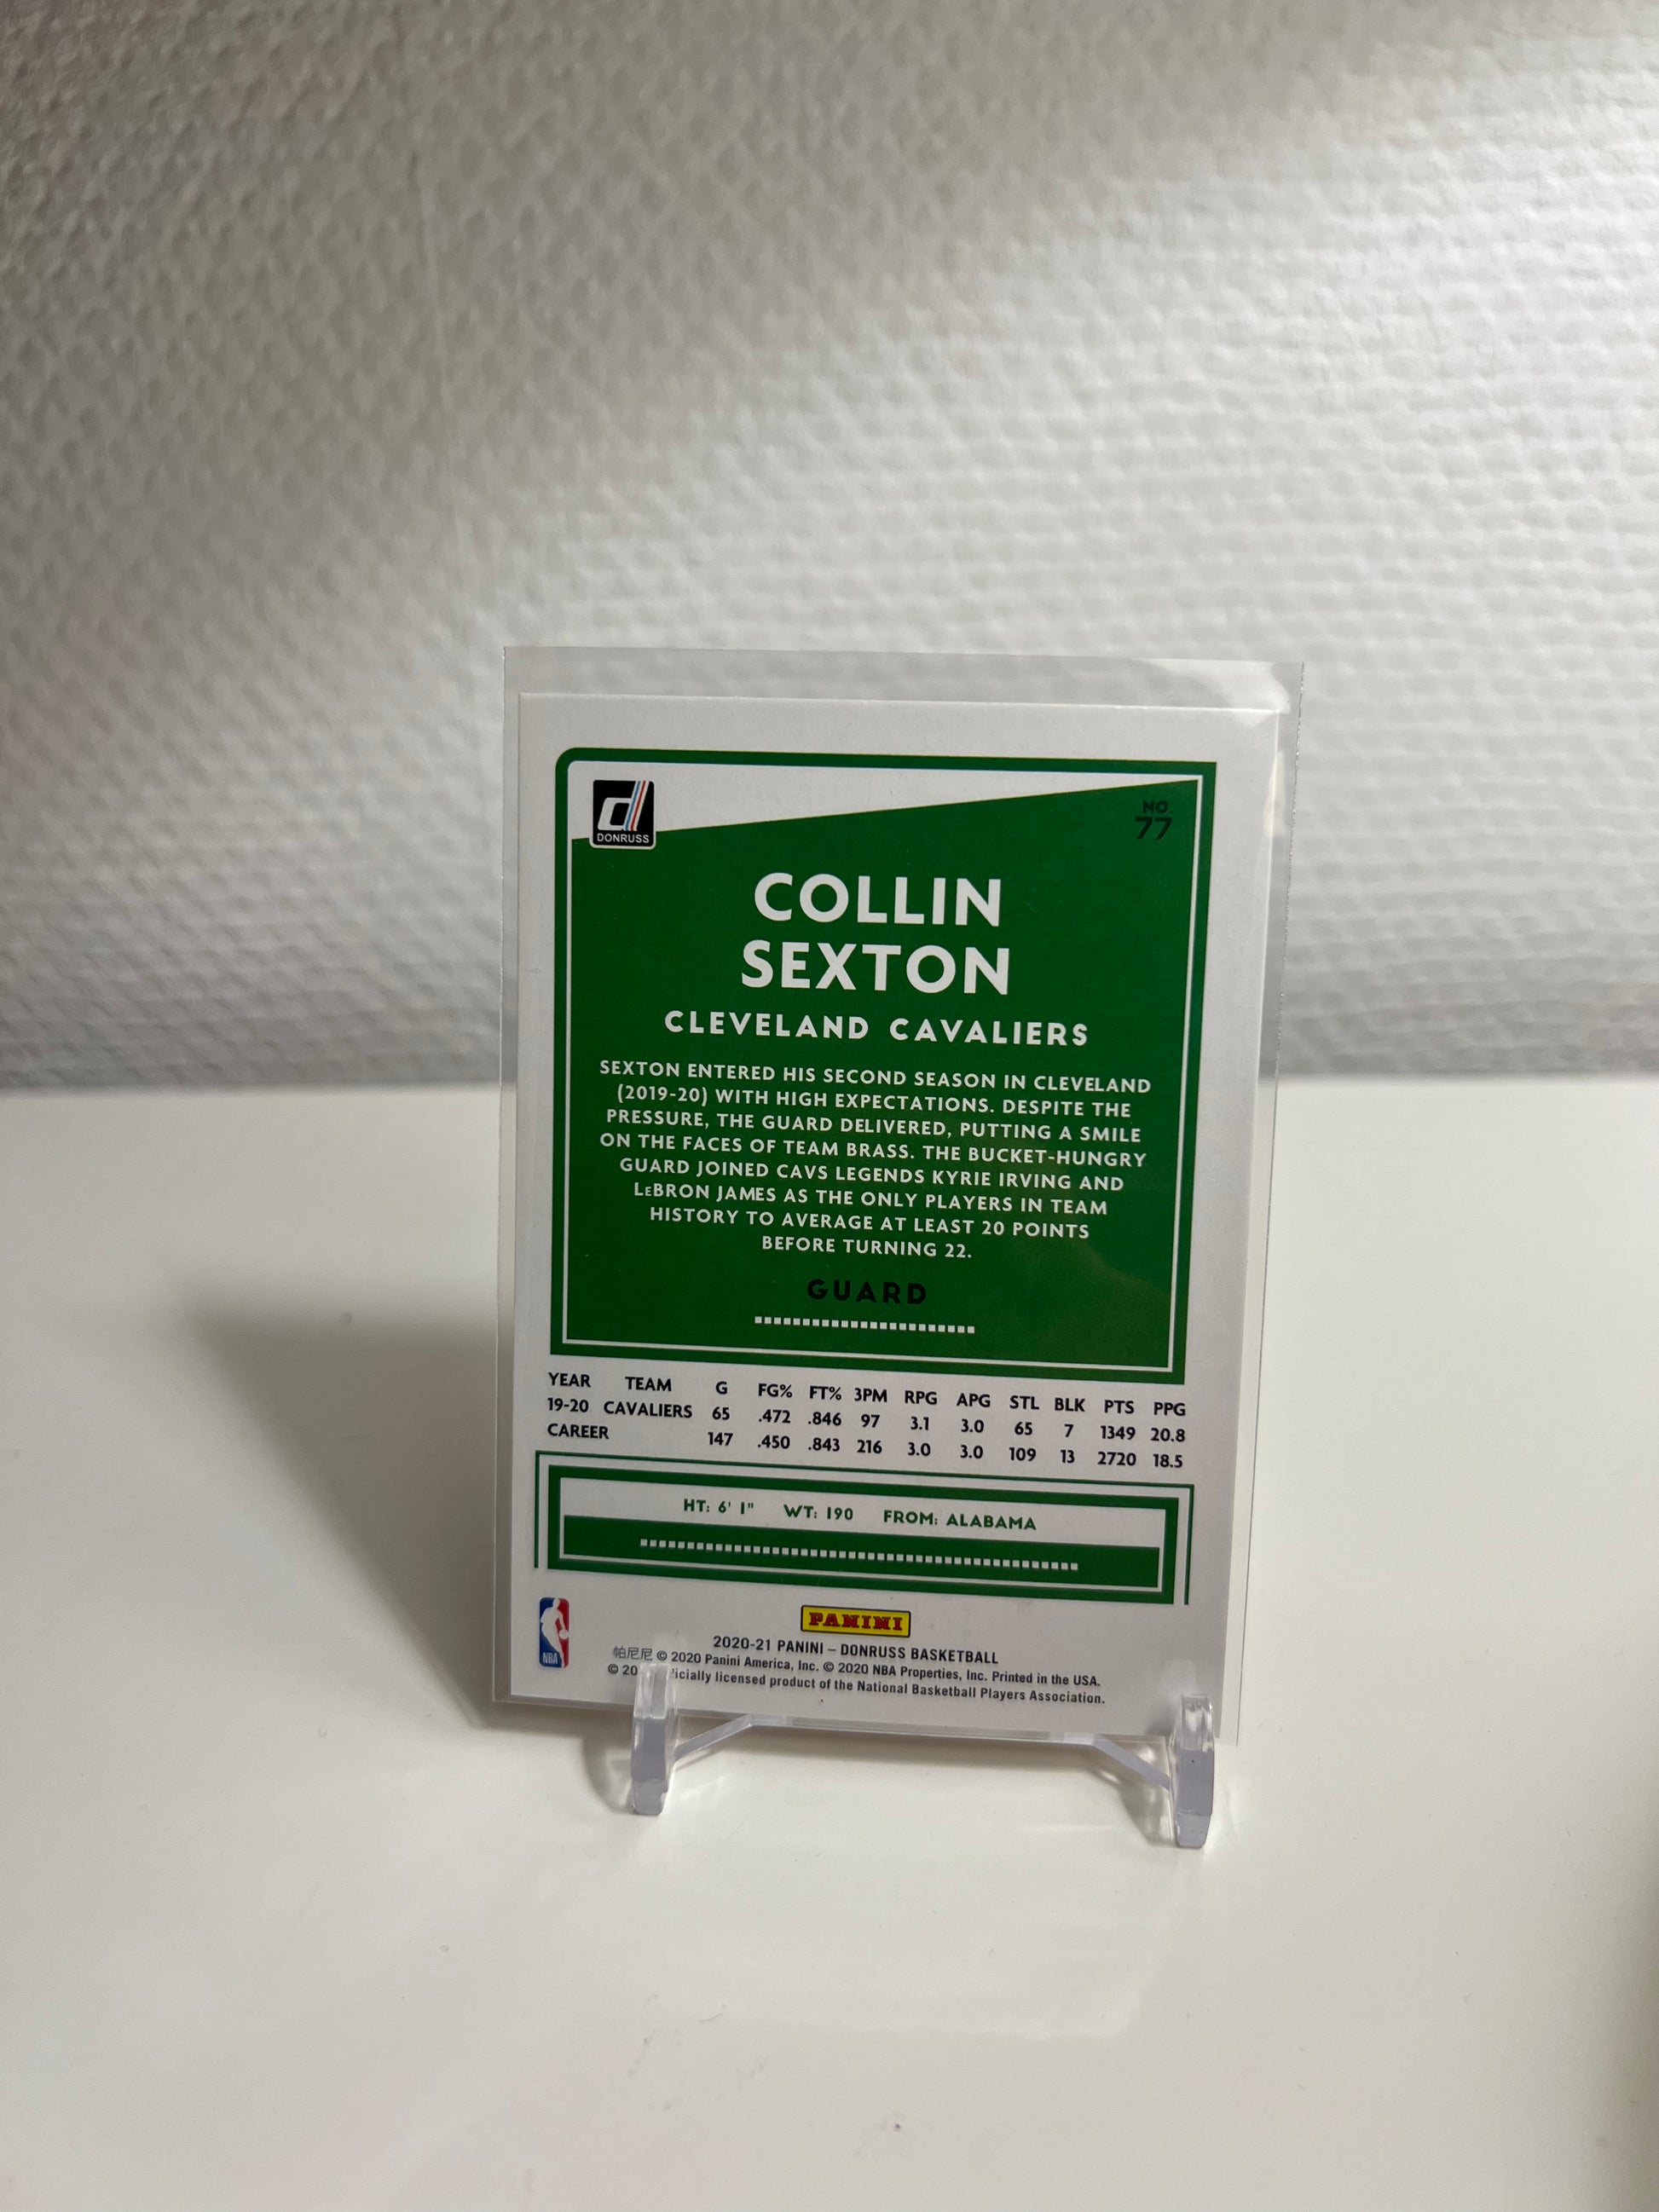 DONRUSS
NO.
77
COLLIN
SEXTON
CLEVELAND CAVALIERS
SEXTON ENTERED HIS SECOND SEASON IN CLEVELAND
(2019-20) WITH HIGH EXPECTATIONS. DESPITE THE
PRESSURE, THE GUARD DELIVERED, PUTTING A SMILE
ON THE FACES OF TEAM BRASS. THE BUCKET-HUNGRY
GUARD JOINED CAVS LEGENDS KYRIE IRVING AND
LeBRON JAMES AS THE ONLY PLAYERS IN TEAM
HISTORY TO AVERAGE AT LEAST 20 POINTS
BEFORE TURNING 22.
GUARD
YEAR TEAM G FG% FT% 3PM RPG APG STL BLK PTS PPG
19-20 CAVALIERS 65 .472 .846 97 3.1 3.0 65 7 1349 20.8
CAREER 147 .450 .843 216 3.0 3.0 109 13 2720 18.5
HT: 6' 1" WT: 190 FROM: ALABAMA
NBA
PANINI
2020-21 PANINI – DONRUSS BASKETBALL
帕尼尼 © 2020 Panini America, Inc. © 2020 NBA Properties, Inc. Printed in the USA.
© licensed product of the National Basketball Players Association.